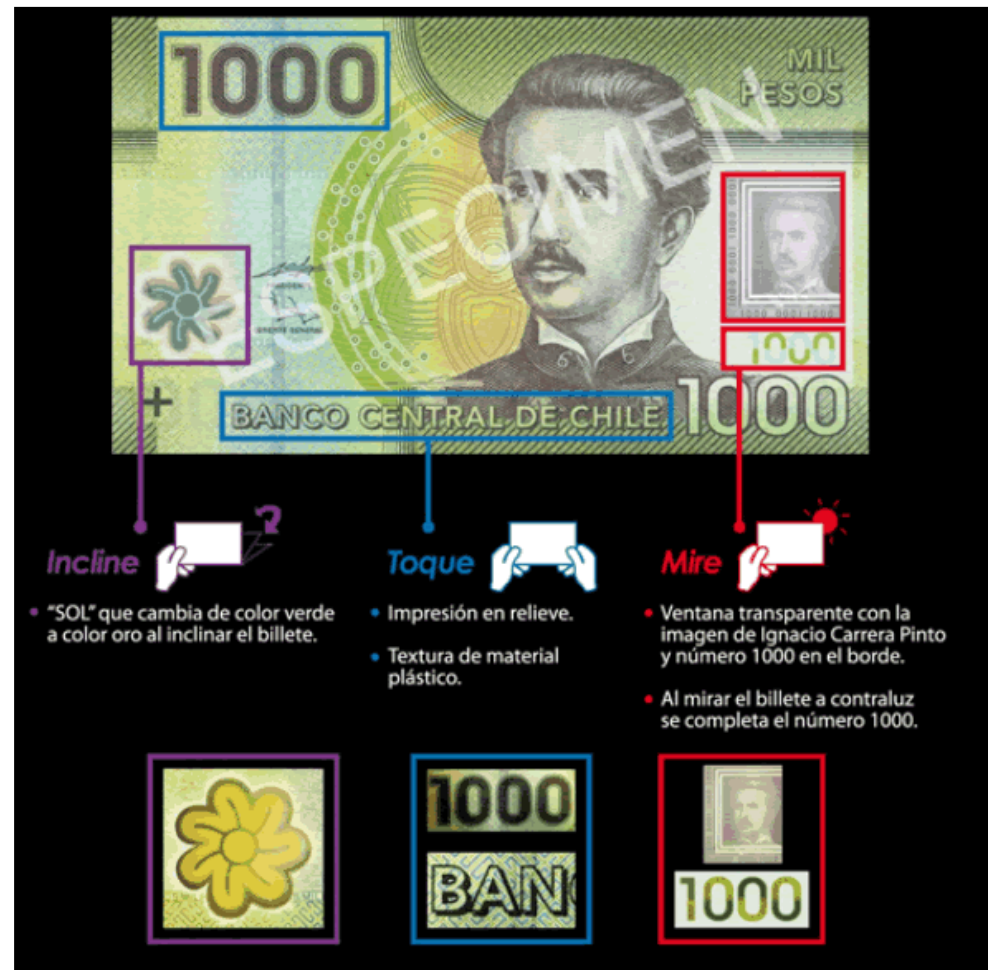 1000
MIL
PESOS
SPECIMEN
1000
GERENTE GENERAL
BANCO CENTRAL DE CHILE
1000
Incline
"SOL" que cambia de color verde
a color oro al inclinar el billete.
Toque
Impresión en relieve.
Textura de material
plástico.
Mire
Ventana transparente con la
imagen de Ignacio Carrera Pinto
y número 1000 en el borde.
Al mirar el billete a contraluz
se completa el número 1000.
1000
BANC
1000